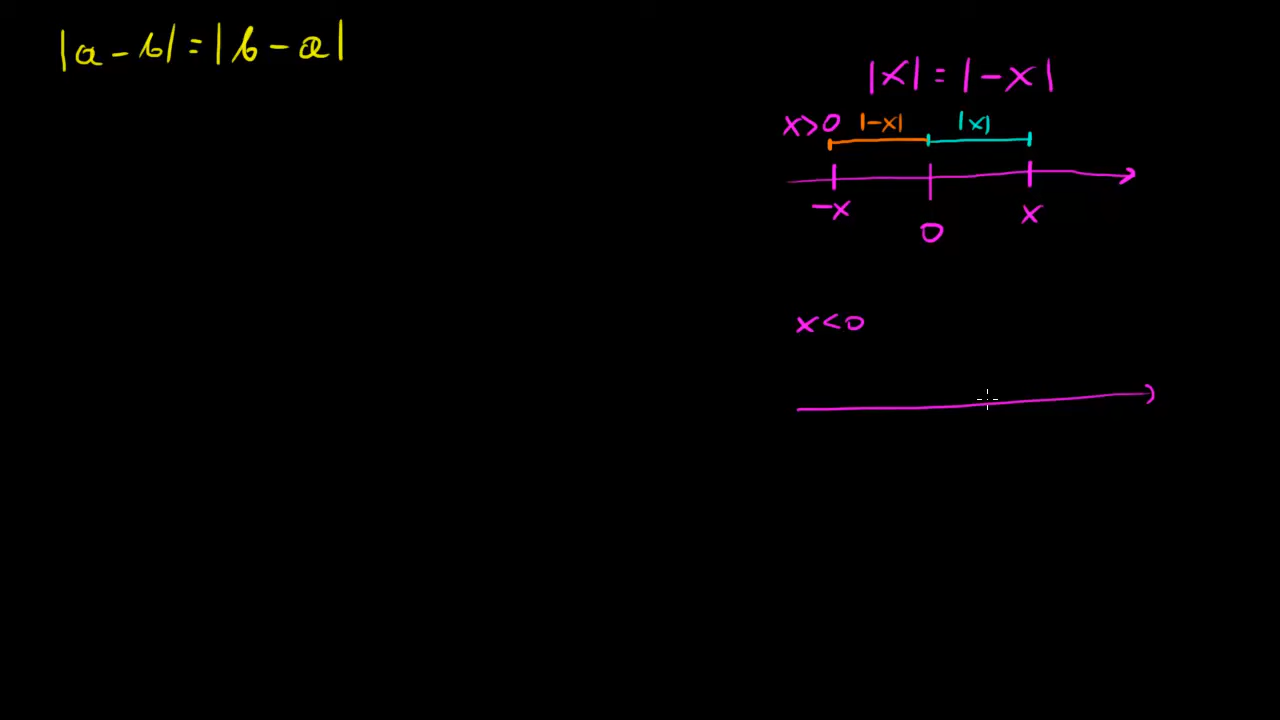 |a - b| = |b - a|
|x| = |-x|
x>0 |-x| |x|
-x 0 x
x<0